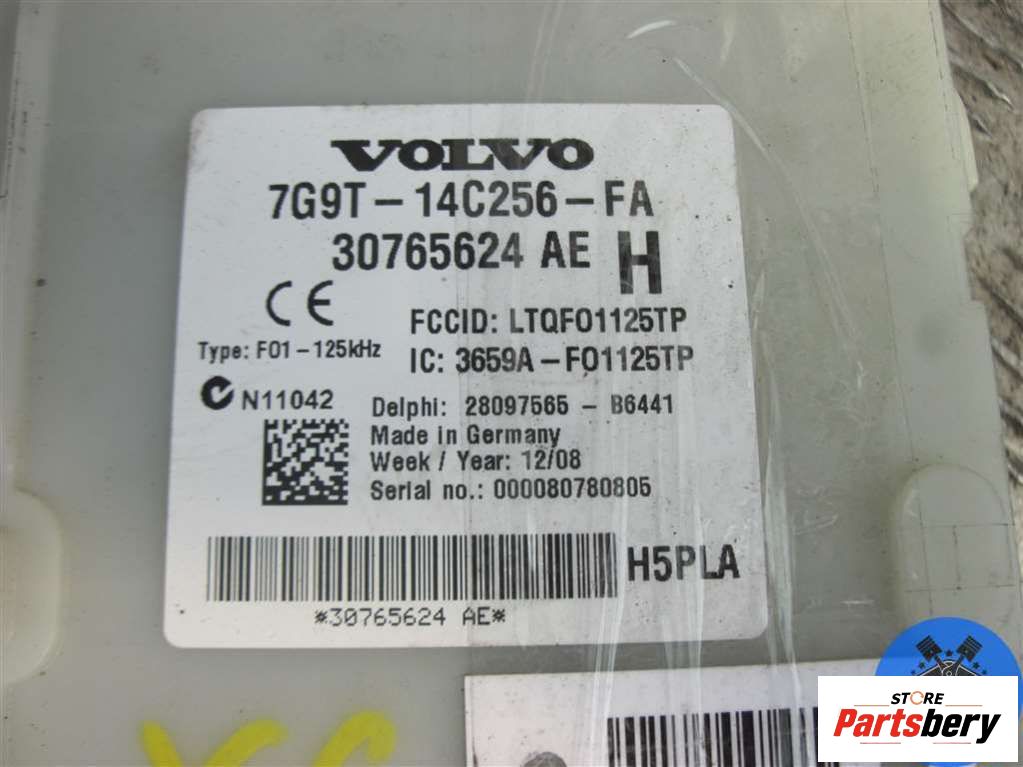 VOLVO
7G9T-14C256-FA
30765624 AE H
CE
FCCID: LTQFO1125TP
Type: FO1-125kHz
IC: 3659A-FO1125TP
N11042
Delphi: 28097565 - B6441
Made in Germany
Week / Year: 12/08
Serial no.: 000080780805
H5PLA
*30765624 AE*
STORE
Partsbery